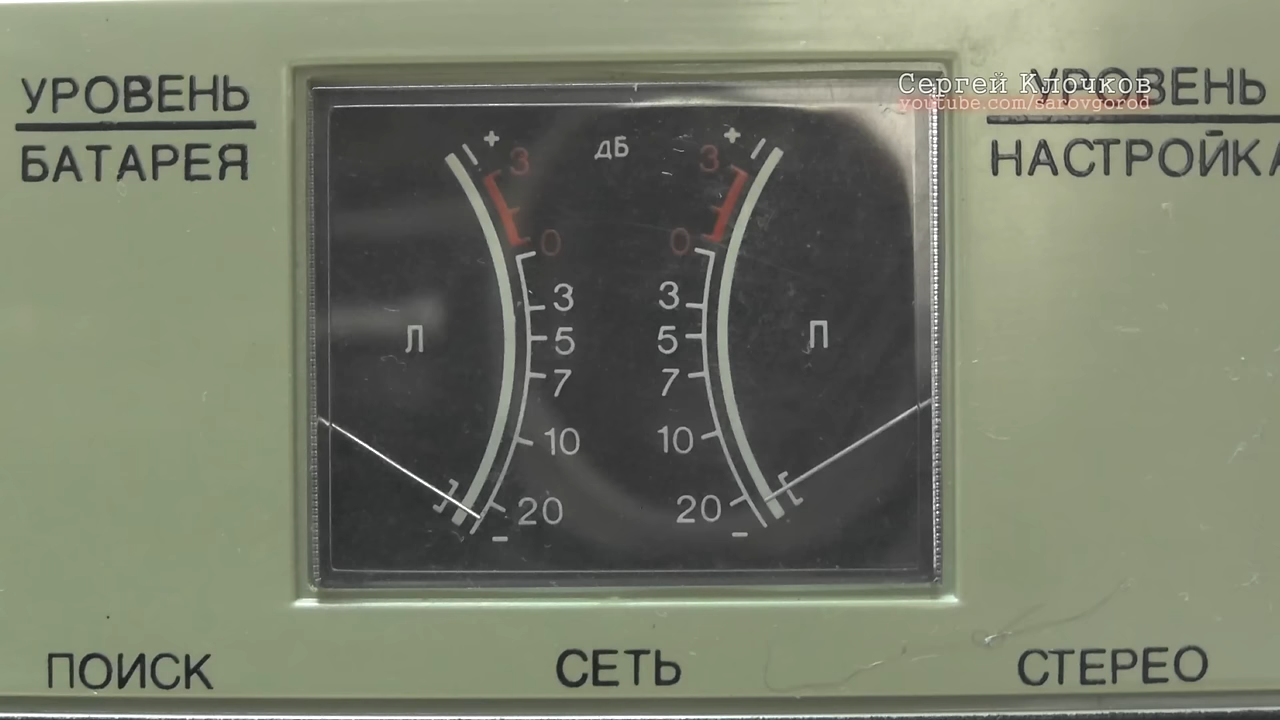 Сергей Клочков
youtube.com/sarovgorod
УРОВЕНЬ
БАТАРЕЯ
УРОВЕНЬ
НАСТРОЙКА
+ дБ +
3 3
0 0
3 3
5 5
Л П
7 7
10 10
20 20
− −
ПОИСК СЕТЬ СТЕРЕО